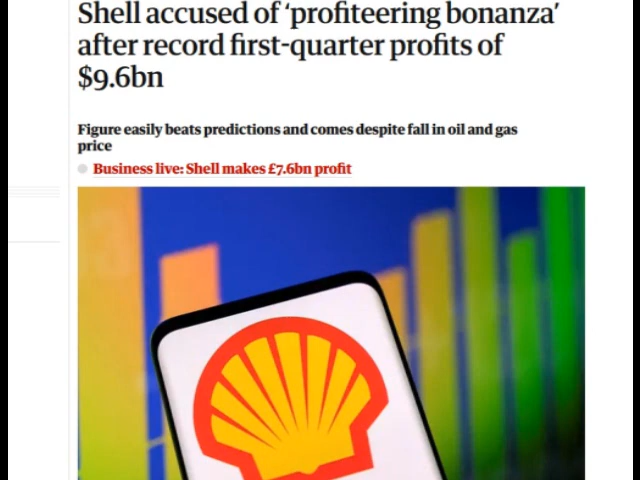 Shell accused of ‘profiteering bonanza’
after record first-quarter profits of
$9.6bn
Figure easily beats predictions and comes despite fall in oil and gas
price
Business live: Shell makes £7.6bn profit